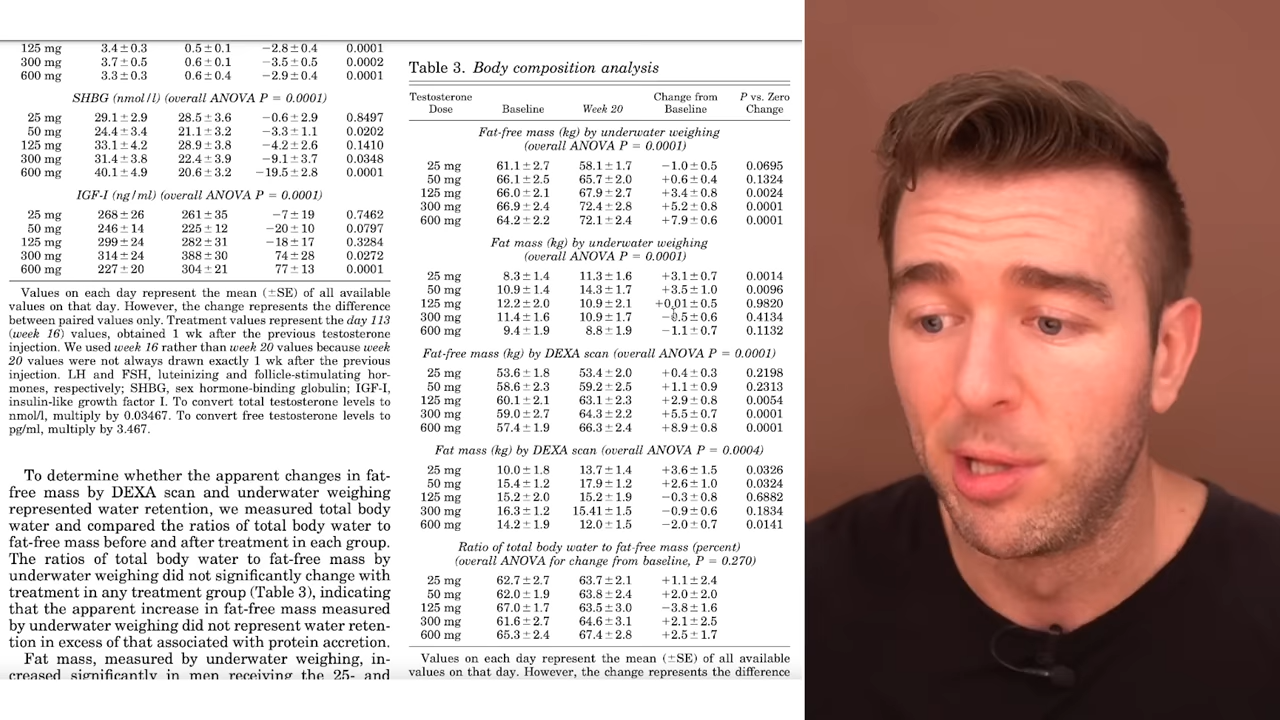 125 mg 3.4 ± 0.3 0.5 ± 0.1 −2.8 ± 0.4 0.0001
300 mg 3.7 ± 0.5 0.6 ± 0.1 −3.5 ± 0.5 0.0002
600 mg 3.3 ± 0.3 0.6 ± 0.4 −2.9 ± 0.4 0.0001
SHBG (nmol/l) (overall ANOVA P = 0.0001)
25 mg 29.1 ± 2.9 28.5 ± 3.6 −0.6 ± 2.9 0.8497
50 mg 24.4 ± 3.4 21.1 ± 3.2 −3.3 ± 1.1 0.0202
125 mg 33.1 ± 4.2 28.9 ± 3.8 −4.2 ± 2.6 0.1410
300 mg 31.4 ± 3.8 22.4 ± 3.9 −9.1 ± 3.7 0.0348
600 mg 40.1 ± 4.9 20.6 ± 3.2 −19.5 ± 2.8 0.0001
IGF-I (ng/ml) (overall ANOVA P = 0.0001)
25 mg 268 ± 26 261 ± 35 −7 ± 19 0.7462
50 mg 246 ± 14 225 ± 12 −20 ± 10 0.0797
125 mg 299 ± 24 282 ± 31 −18 ± 17 0.3284
300 mg 314 ± 24 388 ± 30 74 ± 28 0.0272
600 mg 227 ± 20 304 ± 21 77 ± 13 0.0001
Values on each day represent the mean (±SE) of all available
values on that day. However, the change represents the difference
between paired values only. Treatment values represent the day 113
(week 16) values, obtained 1 wk after the previous testosterone
injection. We used week 16 rather than week 20 values because week
20 values were not always drawn exactly 1 wk after the previous
injection. LH and FSH, luteinizing and follicle-stimulating hor-
mones, respectively; SHBG, sex hormone-binding globulin; IGF-I,
insulin-like growth factor I. To convert total testosterone levels to
nmol/l, multiply by 0.03467. To convert free testosterone levels to
pg/ml, multiply by 3.467.
To determine whether the apparent changes in fat-
free mass by DEXA scan and underwater weighing
represented water retention, we measured total body
water and compared the ratios of total body water to
fat-free mass before and after treatment in each group.
The ratios of total body water to fat-free mass by
underwater weighing did not significantly change with
treatment in any treatment group (Table 3), indicating
that the apparent increase in fat-free mass measured
by underwater weighing did not represent water reten-
tion in excess of that associated with protein accretion.
Fat mass, measured by underwater weighing, in-
creased significantly in men receiving the 25- and
Table 3. Body composition analysis
Testosterone Dose Baseline Week 20 Change from Baseline P vs. Zero Change
Fat-free mass (kg) by underwater weighing
(overall ANOVA P = 0.0001)
25 mg 61.1 ± 2.7 58.1 ± 1.7 −1.0 ± 0.5 0.0695
50 mg 66.1 ± 2.5 65.7 ± 2.0 +0.6 ± 0.4 0.1324
125 mg 66.0 ± 2.1 67.9 ± 2.7 +3.4 ± 0.8 0.0024
300 mg 66.9 ± 2.4 72.4 ± 2.8 +5.2 ± 0.8 0.0001
600 mg 64.2 ± 2.2 72.1 ± 2.4 +7.9 ± 0.6 0.0001
Fat mass (kg) by underwater weighing
(overall ANOVA P = 0.0001)
25 mg 8.3 ± 1.4 11.3 ± 1.6 +3.1 ± 0.7 0.0014
50 mg 10.9 ± 1.4 14.3 ± 1.7 +3.5 ± 1.0 0.0096
125 mg 12.2 ± 2.0 10.9 ± 2.1 +0.01 ± 0.5 0.9820
300 mg 11.4 ± 1.6 10.9 ± 1.7 −0.5 ± 0.6 0.4134
600 mg 9.4 ± 1.9 8.8 ± 1.9 −1.1 ± 0.7 0.1132
Fat-free mass (kg) by DEXA scan (overall ANOVA P = 0.0001)
25 mg 53.6 ± 1.8 53.4 ± 2.0 +0.4 ± 0.3 0.2198
50 mg 58.6 ± 2.3 59.2 ± 2.5 +1.1 ± 0.9 0.2313
125 mg 60.1 ± 2.1 63.1 ± 2.3 +2.9 ± 0.8 0.0054
300 mg 59.0 ± 2.7 64.3 ± 2.2 +5.5 ± 0.7 0.0001
600 mg 57.4 ± 1.9 66.3 ± 2.4 +8.9 ± 0.8 0.0001
Fat mass (kg) by DEXA scan (overall ANOVA P = 0.0004)
25 mg 10.0 ± 1.8 13.7 ± 1.4 +3.6 ± 1.5 0.0326
50 mg 15.4 ± 1.2 17.9 ± 1.2 +2.6 ± 1.0 0.0324
125 mg 15.2 ± 2.0 15.2 ± 1.9 −0.3 ± 0.8 0.6882
300 mg 16.3 ± 1.2 15.41 ± 1.5 −0.9 ± 0.6 0.1834
600 mg 14.2 ± 1.9 12.0 ± 1.5 −2.0 ± 0.7 0.0141
Ratio of total body water to fat-free mass (percent)
(overall ANOVA for change from baseline, P = 0.270)
25 mg 62.7 ± 2.7 63.7 ± 2.1 +1.1 ± 2.4
50 mg 62.0 ± 1.9 63.8 ± 2.4 +2.0 ± 2.0
125 mg 67.0 ± 1.7 63.5 ± 3.0 −3.8 ± 1.6
300 mg 61.6 ± 2.7 64.6 ± 3.1 +2.1 ± 2.5
600 mg 65.3 ± 2.4 67.4 ± 2.8 +2.5 ± 1.7
Values on each day represent the mean (±SE) of all available
values on that day. However, the change represents the difference